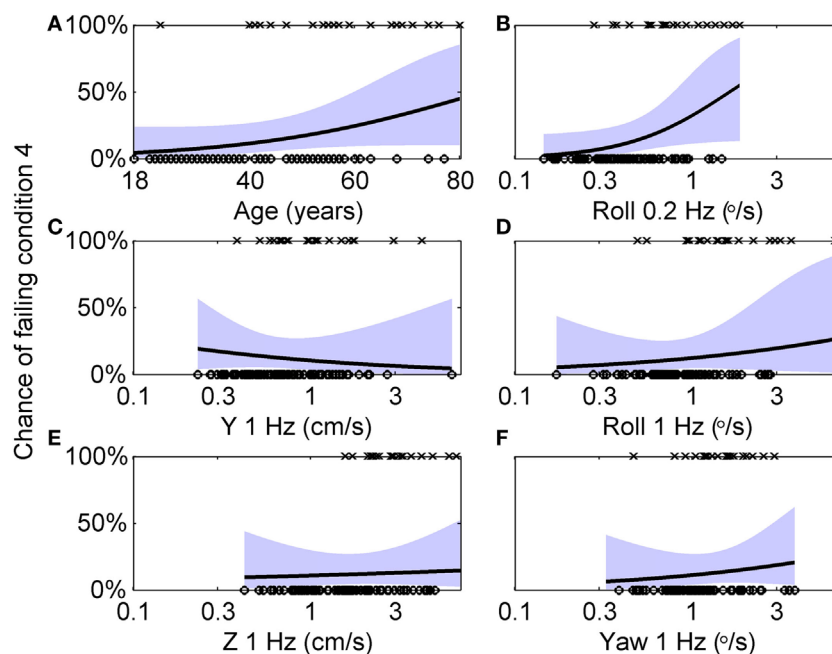 Chance of failing condition 4
A
100%
50%
0%
18 40 60 80
Age (years)
B
0.1 0.3 1 3
Roll 0.2 Hz (°/s)
C
100%
50%
0%
0.1 0.3 1 3
Y 1 Hz (cm/s)
D
0.1 0.3 1 3
Roll 1 Hz (°/s)
E
100%
50%
0%
0.1 0.3 1 3
Z 1 Hz (cm/s)
F
0.1 0.3 1 3
Yaw 1 Hz (°/s)